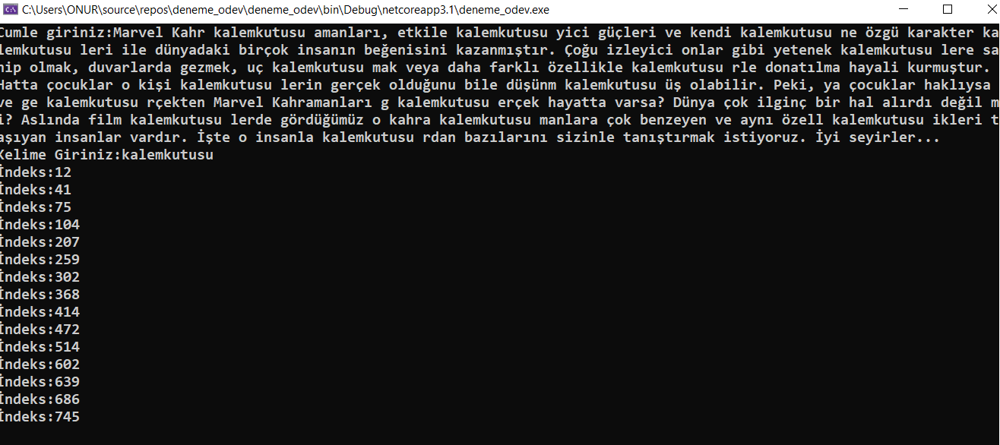 C:\Users\ONUR\source\repos\deneme_odev\deneme_odev\bin\Debug\netcoreapp3.1\deneme_odev.exe
Cumle giriniz:Marvel Kahr kalemkutusu amanları, etkile kalemkutusu yici güçleri ve kendi kalemkutusu ne özgü karakter ka
lemkutusu leri ile dünyadaki birçok insanın beğenisini kazanmıştır. Çoğu izleyici onlar gibi yetenek kalemkutusu lere sa
hip olmak, duvarlarda gezmek, uç kalemkutusu mak veya daha farklı özellikle kalemkutusu rle donatılma hayali kurmuştur.
Hatta çocuklar o kişi kalemkutusu lerin gerçek olduğunu bile düşünm kalemkutusu üş olabilir. Peki, ya çocuklar haklıysa
ve ge kalemkutusu rçekten Marvel Kahramanları g kalemkutusu erçek hayatta varsa? Dünya çok ilginç bir hal alırdı değil m
i? Aslında film kalemkutusu lerde gördüğümüz o kahra kalemkutusu manlara çok benzeyen ve aynı özell kalemkutusu ikleri t
aşıyan insanlar vardır. İşte o insanla kalemkutusu rdan bazılarını sizinle tanıştırmak istiyoruz. İyi seyirler...
Kelime Giriniz:kalemkutusu
İndeks:12
İndeks:41
İndeks:75
İndeks:104
İndeks:207
İndeks:259
İndeks:302
İndeks:368
İndeks:414
İndeks:472
İndeks:514
İndeks:602
İndeks:639
İndeks:686
İndeks:745